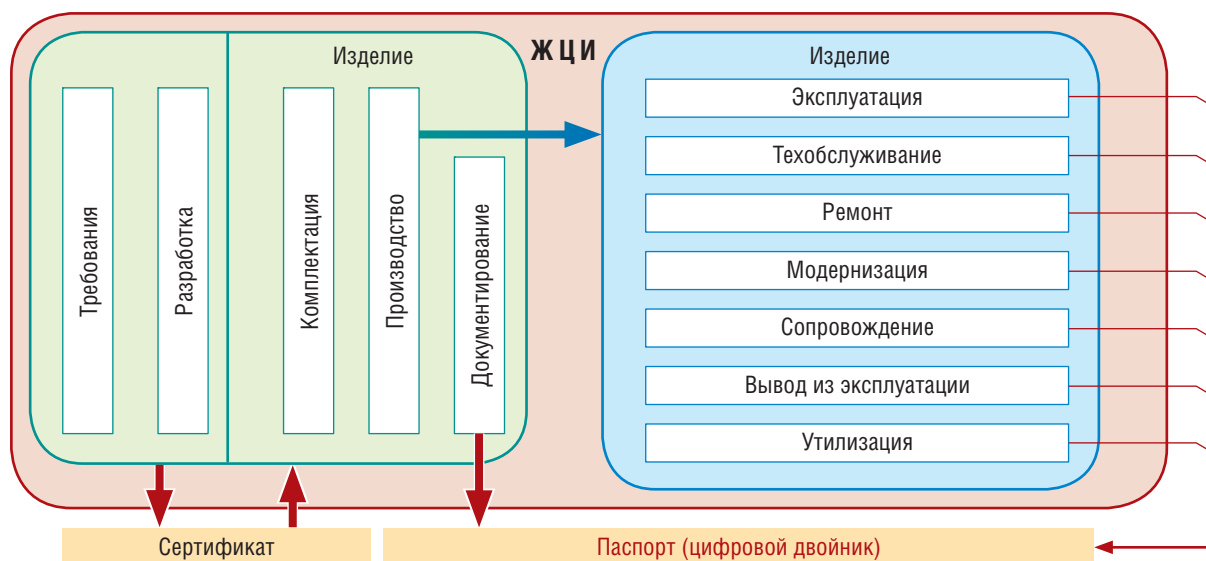 Ж Ц И
Изделие
Требования
Разработка
Комплектация
Производство
Документирование
Изделие
Эксплуатация
Техобслуживание
Ремонт
Модернизация
Сопровождение
Вывод из эксплуатации
Утилизация
Сертификат
Паспорт (цифровой двойник)